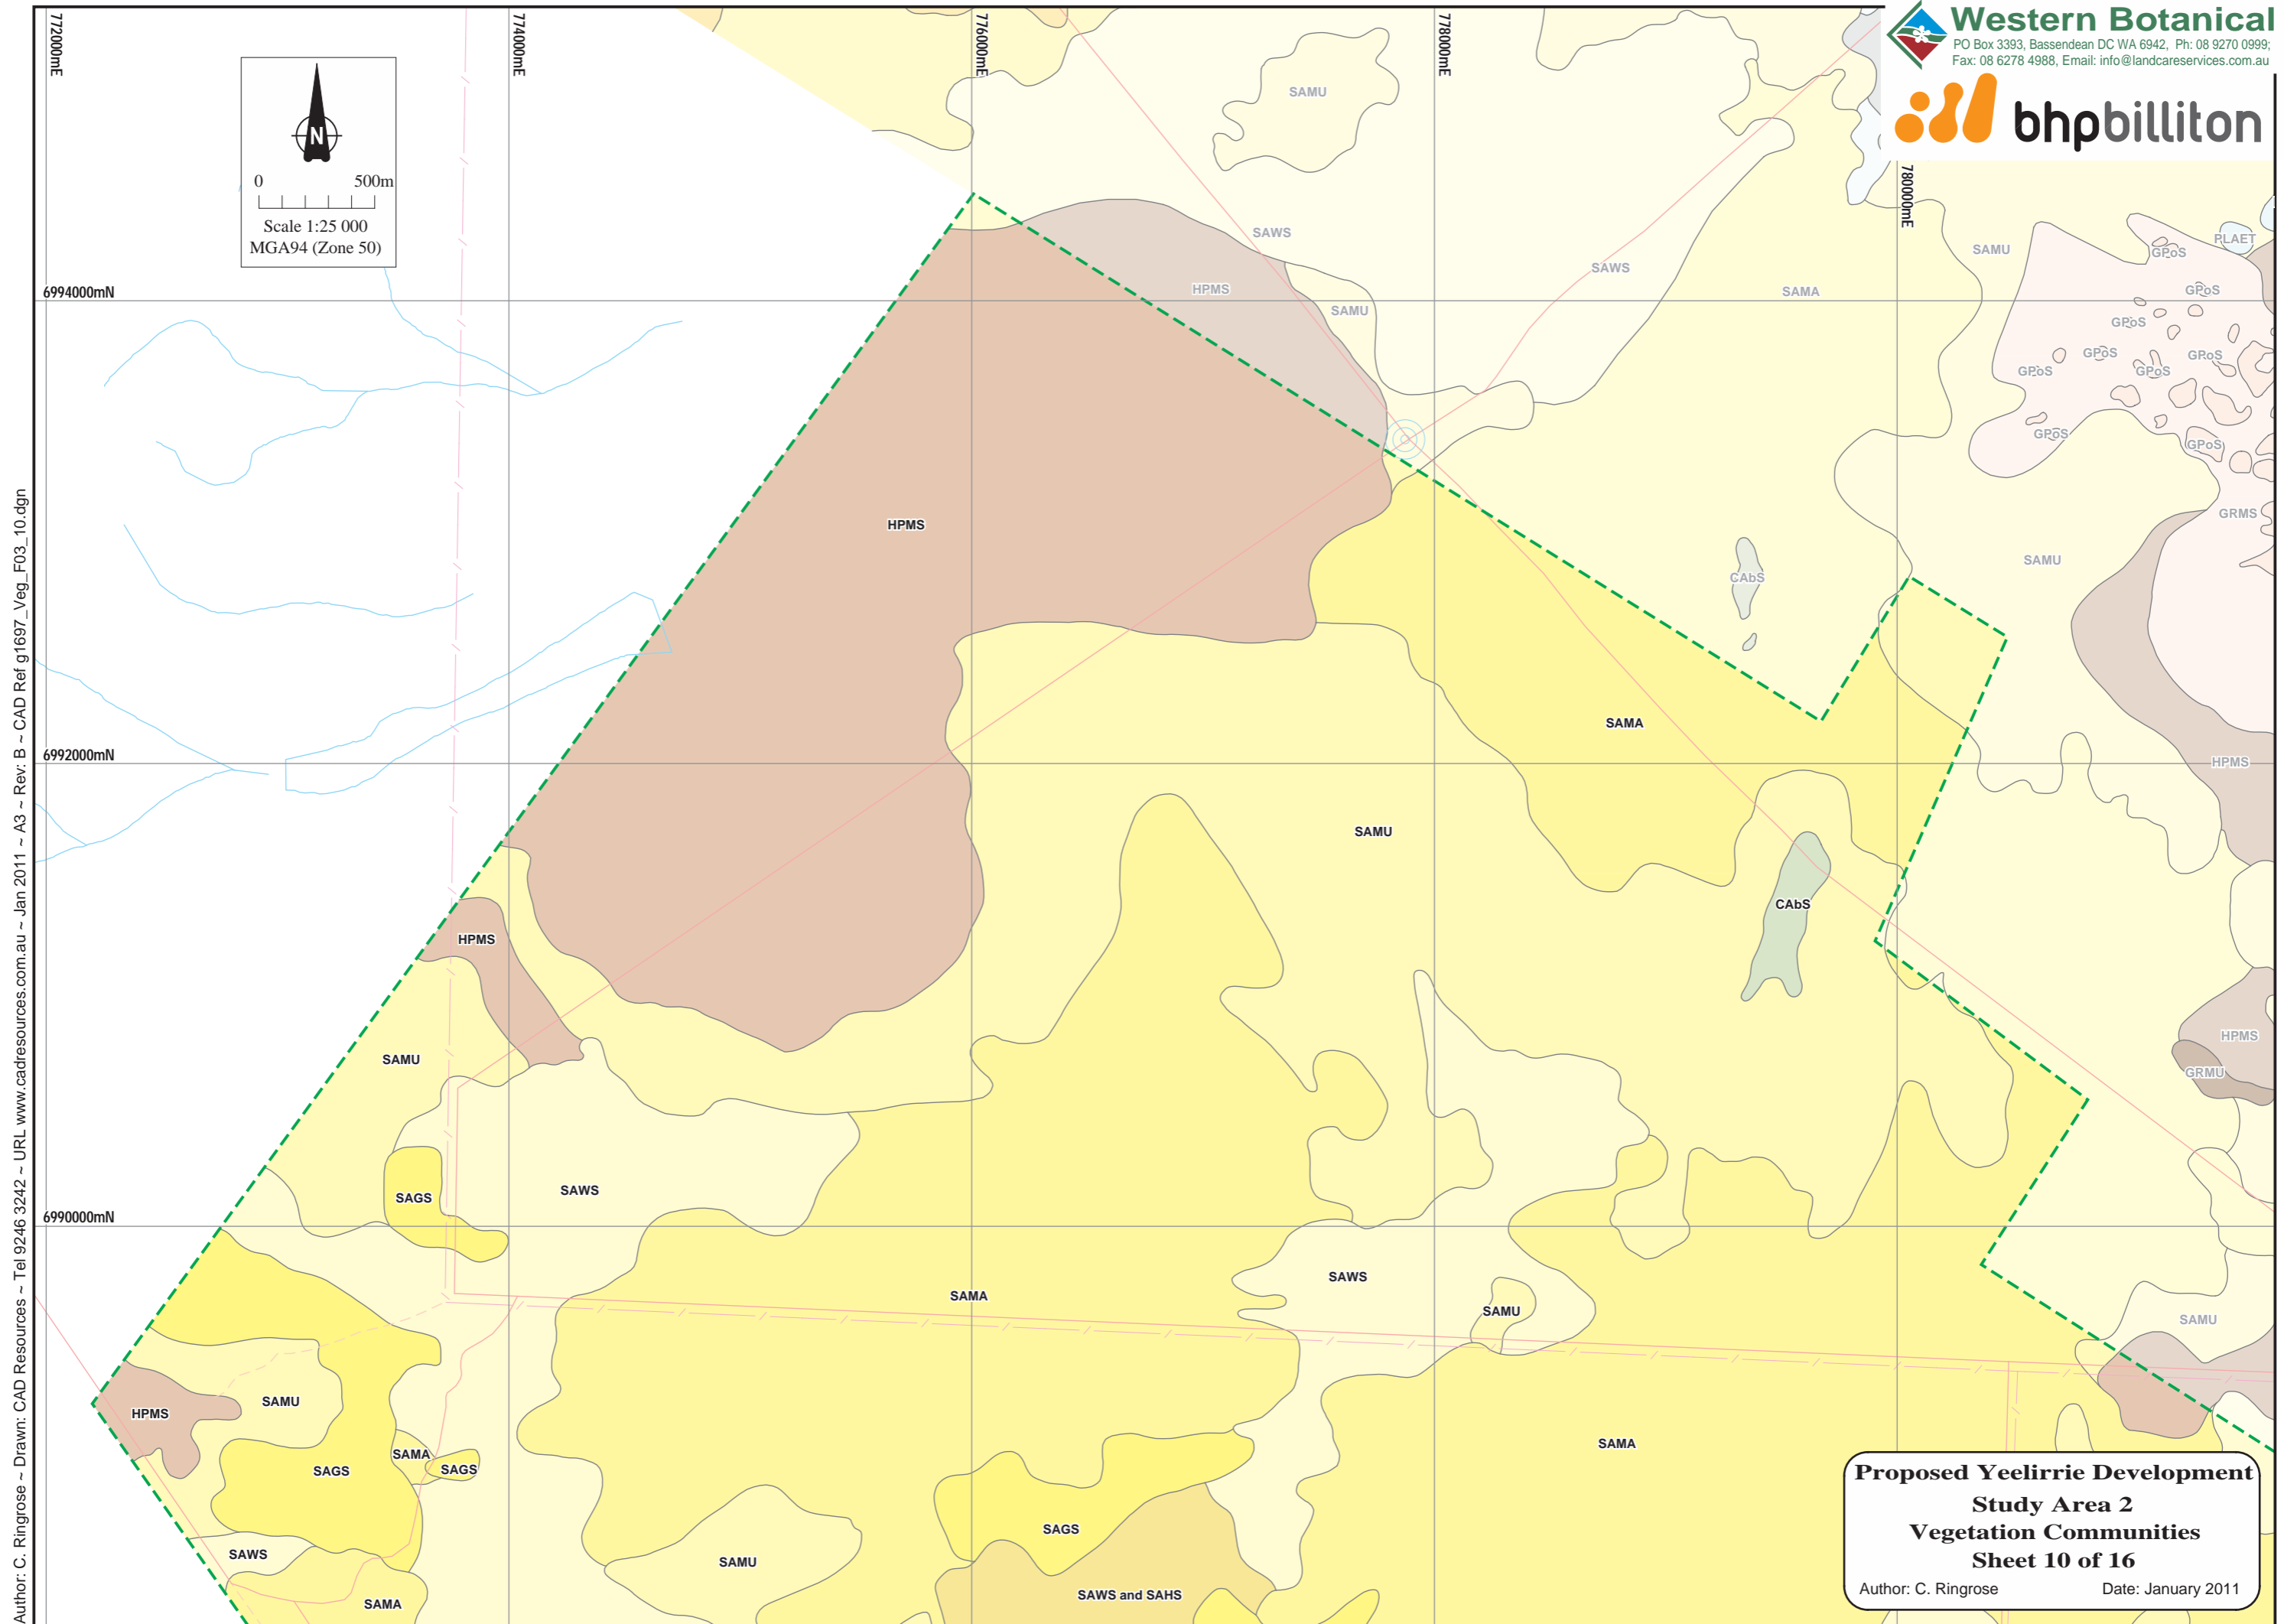 772000mE
774000mE
776000mE
778000mE
780000mE
Western Botanical
PO Box 3393, Bassendean DC WA 6942, Ph: 08 9270 0999;
Fax: 08 6278 4988, Email: info@landcareservices.com.au
bhpbilliton
N
0 500m
Scale 1:25 000
MGA94 (Zone 50)
SAMU
SAWS
SAWS
SAMU
PLAET
GPoS
HPMS
SAMU
SAMA
GPoS
6994000mN
GPoS
GPoS
GPoS
GPoS
GPoS
GPoS
GPoS
HPMS
GRMS
SAMU
CAbS
SAMA
6992000mN
HPMS
SAMU
CAbS
HPMS
HPMS
SAMU
GRMU
SAGS
SAWS
6990000mN
SAWS
SAMA
SAMU
SAMU
SAMU
HPMS
SAMA
SAMA
SAGS
SAGS
SAGS
SAWS
SAMU
SAWS and SAHS
SAMA
Proposed Yeelirrie Development
Study Area 2
Vegetation Communities
Sheet 10 of 16
Author: C. Ringrose Date: January 2011
Author: C. Ringrose ~ Drawn: CAD Resources ~ Tel 9246 3242 ~ URL www.cadresources.com.au ~ Jan 2011 ~ A3 ~ Rev: B ~ CAD Ref g1697_Veg_F03_10.dgn